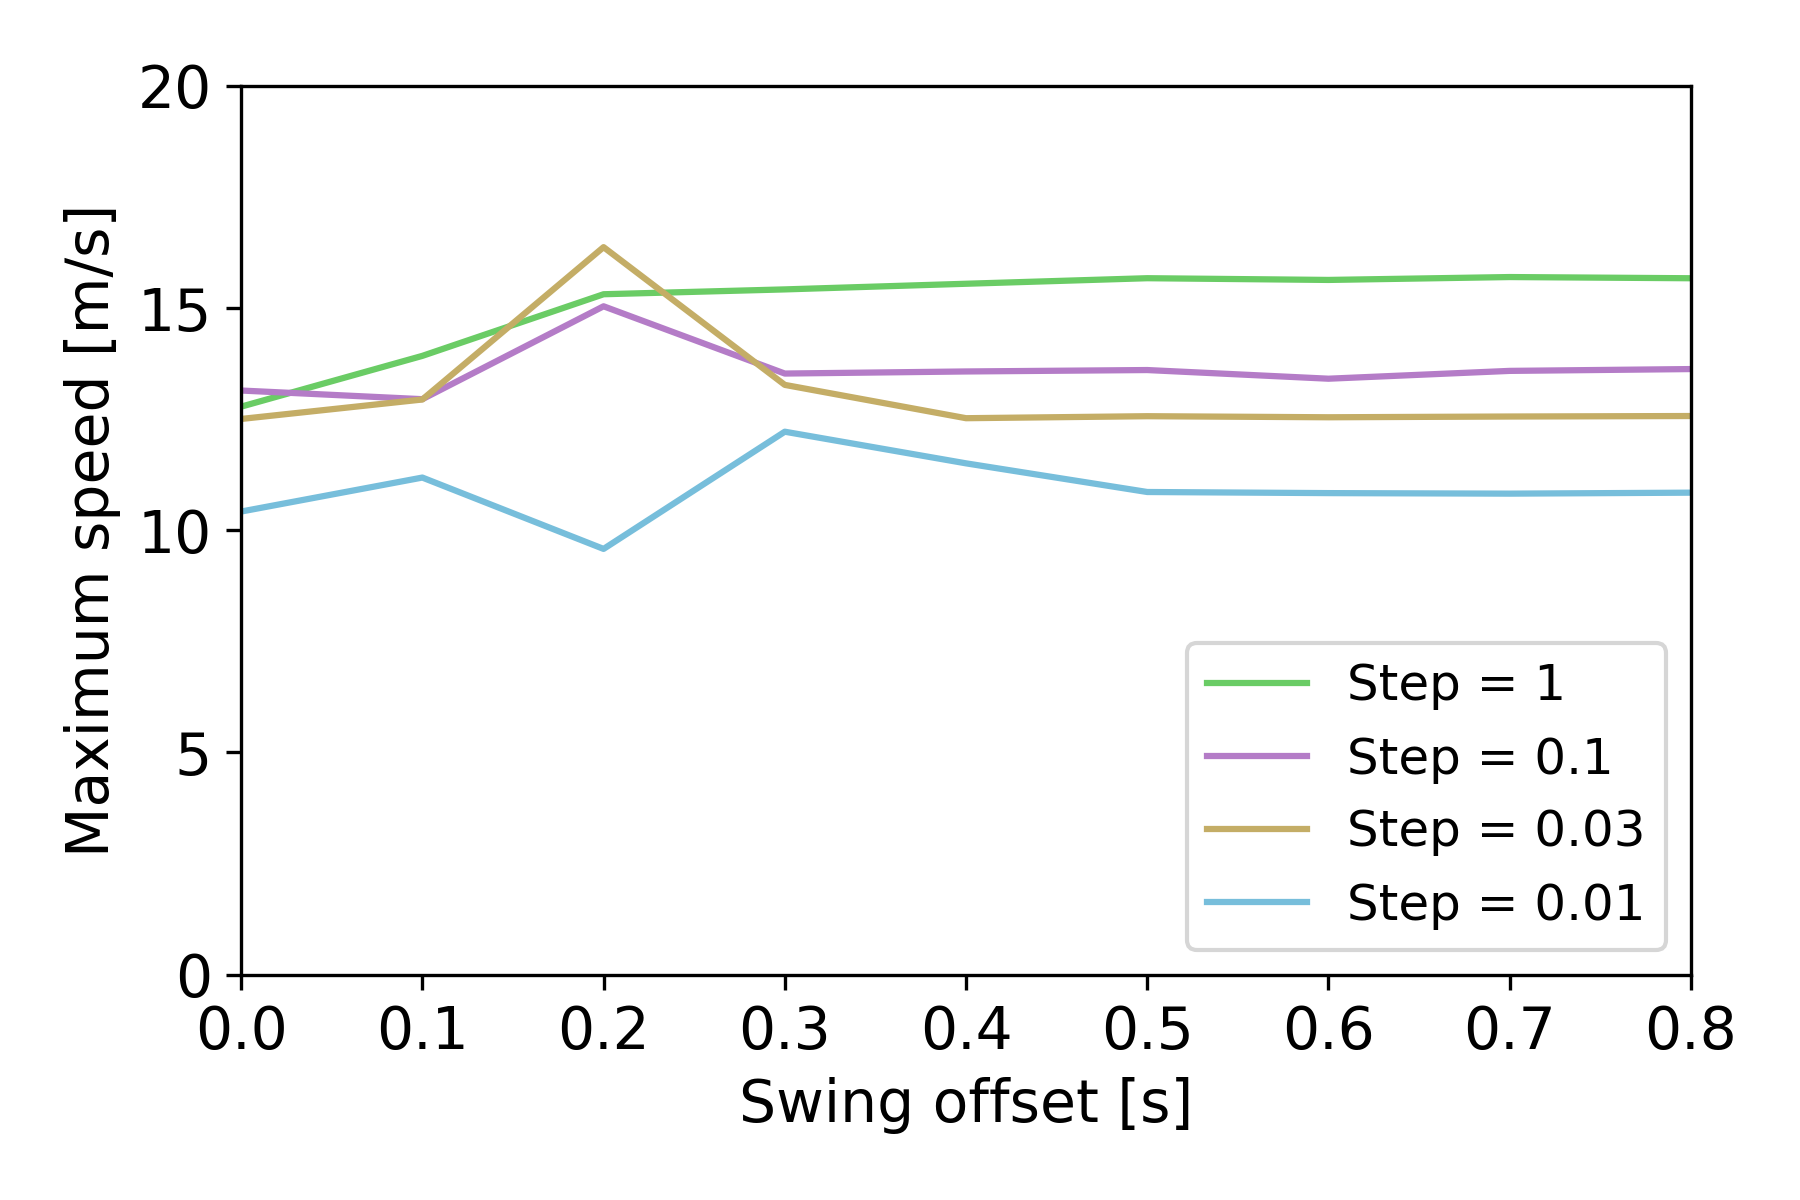 Maximum speed [m/s]
20
15
10
5
0
0.0 0.1 0.2 0.3 0.4 0.5 0.6 0.7 0.8
Swing offset [s]
Step = 1
Step = 0.1
Step = 0.03
Step = 0.01